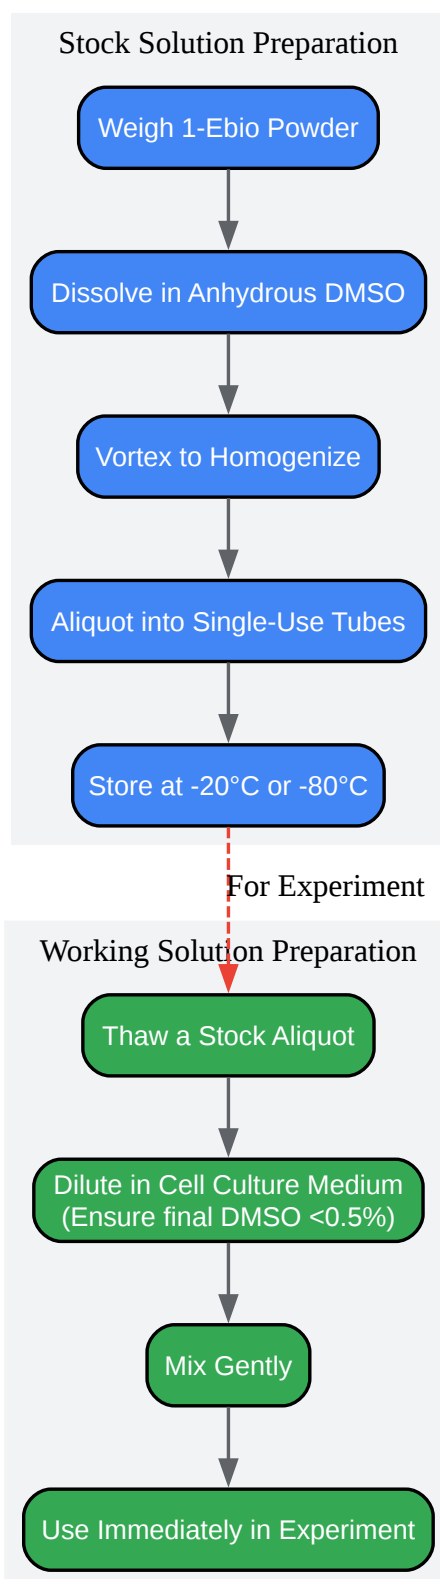 Stock Solution Preparation
Weigh 1-Ebio Powder
Dissolve in Anhydrous DMSO
Vortex to Homogenize
Aliquot into Single-Use Tubes
Store at -20°C or -80°C
For Experiment
Working Solution Preparation
Thaw a Stock Aliquot
Dilute in Cell Culture Medium
(Ensure final DMSO <0.5%)
Mix Gently
Use Immediately in Experiment